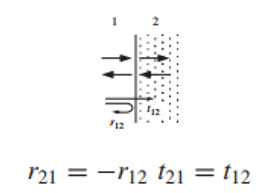 1 2
t₁₂
r₁₂
r₂₁ = −r₁₂ t₂₁ = t₁₂